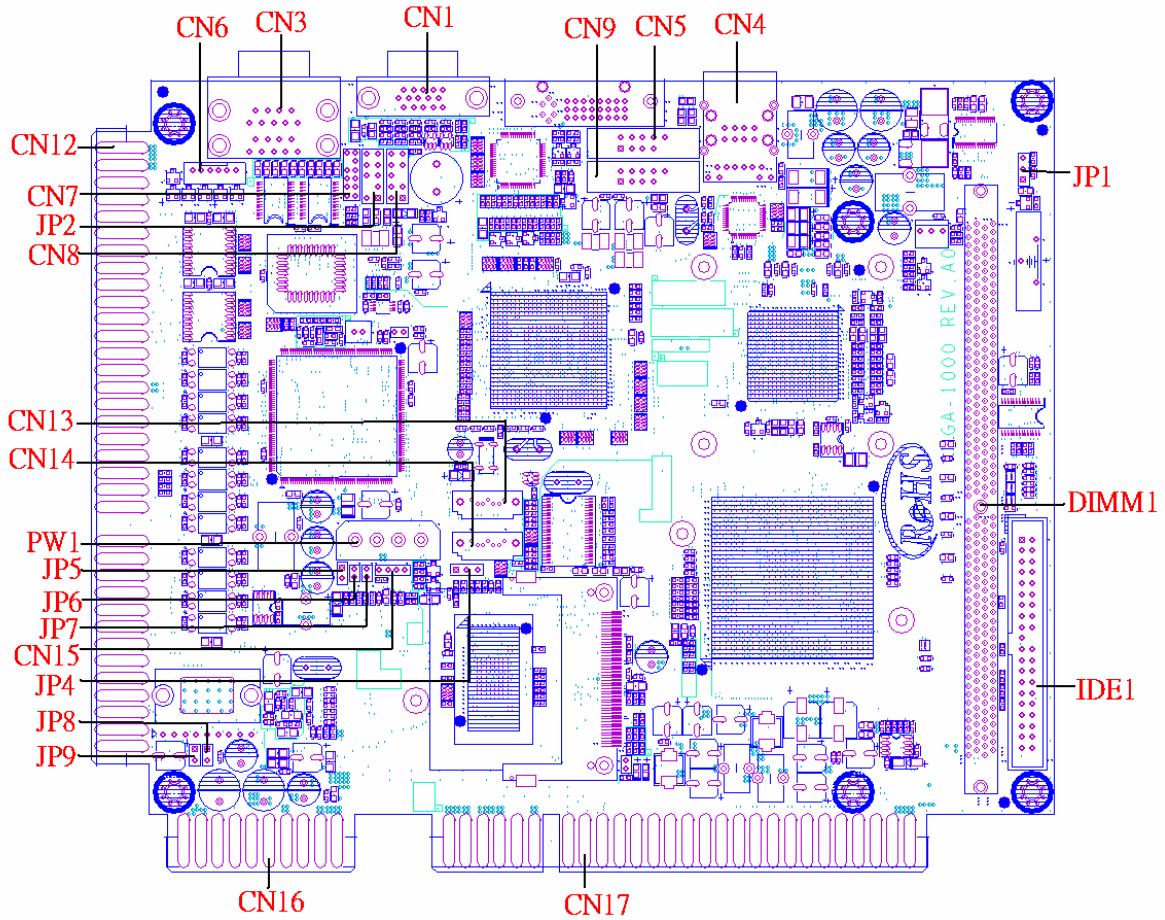 CN6
CN3
CN1
CN9
CN5
CN4
CN12
CN7
JP2
CN8
JP1
CN13
CN14
PW1
JP5
JP6
JP7
CN15
JP4
JP8
JP9
GA-1000 REV A0
RoHS
DIMM1
IDE1
CN16
CN17